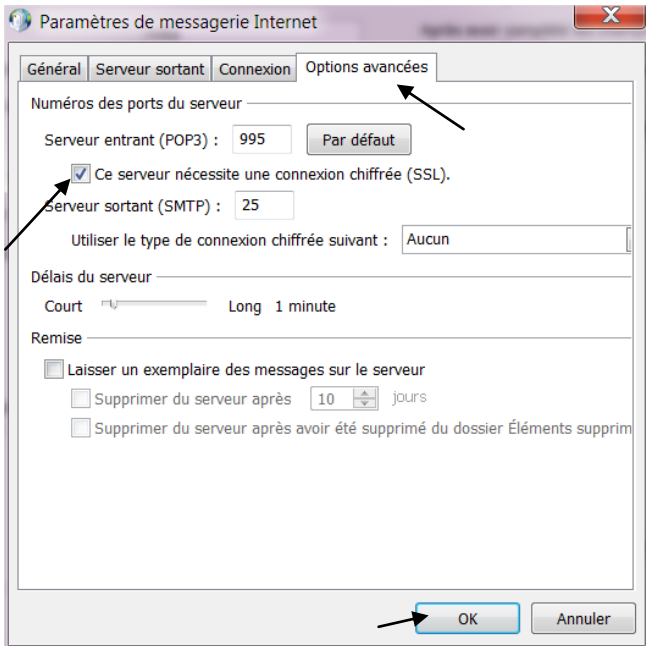 Paramètres de messagerie Internet
Général Serveur sortant Connexion Options avancées
Numéros des ports du serveur
Serveur entrant (POP3) : 995 Par défaut
Ce serveur nécessite une connexion chiffrée (SSL).
Serveur sortant (SMTP) : 25
Utiliser le type de connexion chiffrée suivant : Aucun
Délais du serveur
Court Long 1 minute
Remise
Laisser un exemplaire des messages sur le serveur
Supprimer du serveur après 10 jours
Supprimer du serveur après avoir été supprimé du dossier Éléments supprim
OK Annuler